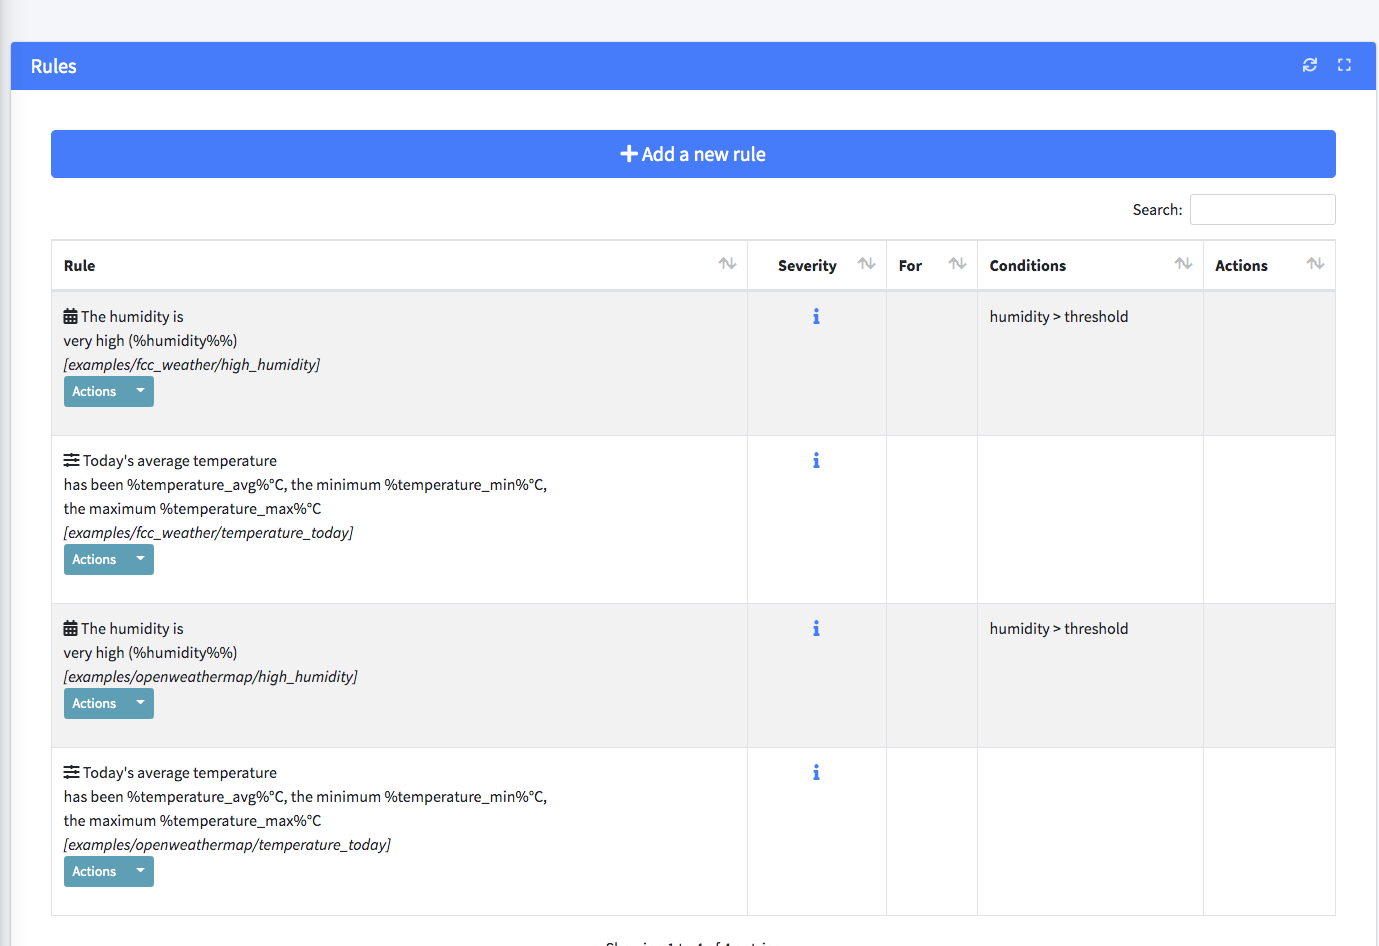 Rules
Add a new rule
Search:
Rule Severity For Conditions Actions
The humidity is humidity > threshold
very high (%humidity%%)
[examples/fcc_weather/high_humidity]
Actions
Today's average temperature
has been %temperature_avg%°C, the minimum %temperature_min%°C,
the maximum %temperature_max%°C
[examples/fcc_weather/temperature_today]
Actions
The humidity is humidity > threshold
very high (%humidity%%)
[examples/openweathermap/high_humidity]
Actions
Today's average temperature
has been %temperature_avg%°C, the minimum %temperature_min%°C,
the maximum %temperature_max%°C
[examples/openweathermap/temperature_today]
Actions